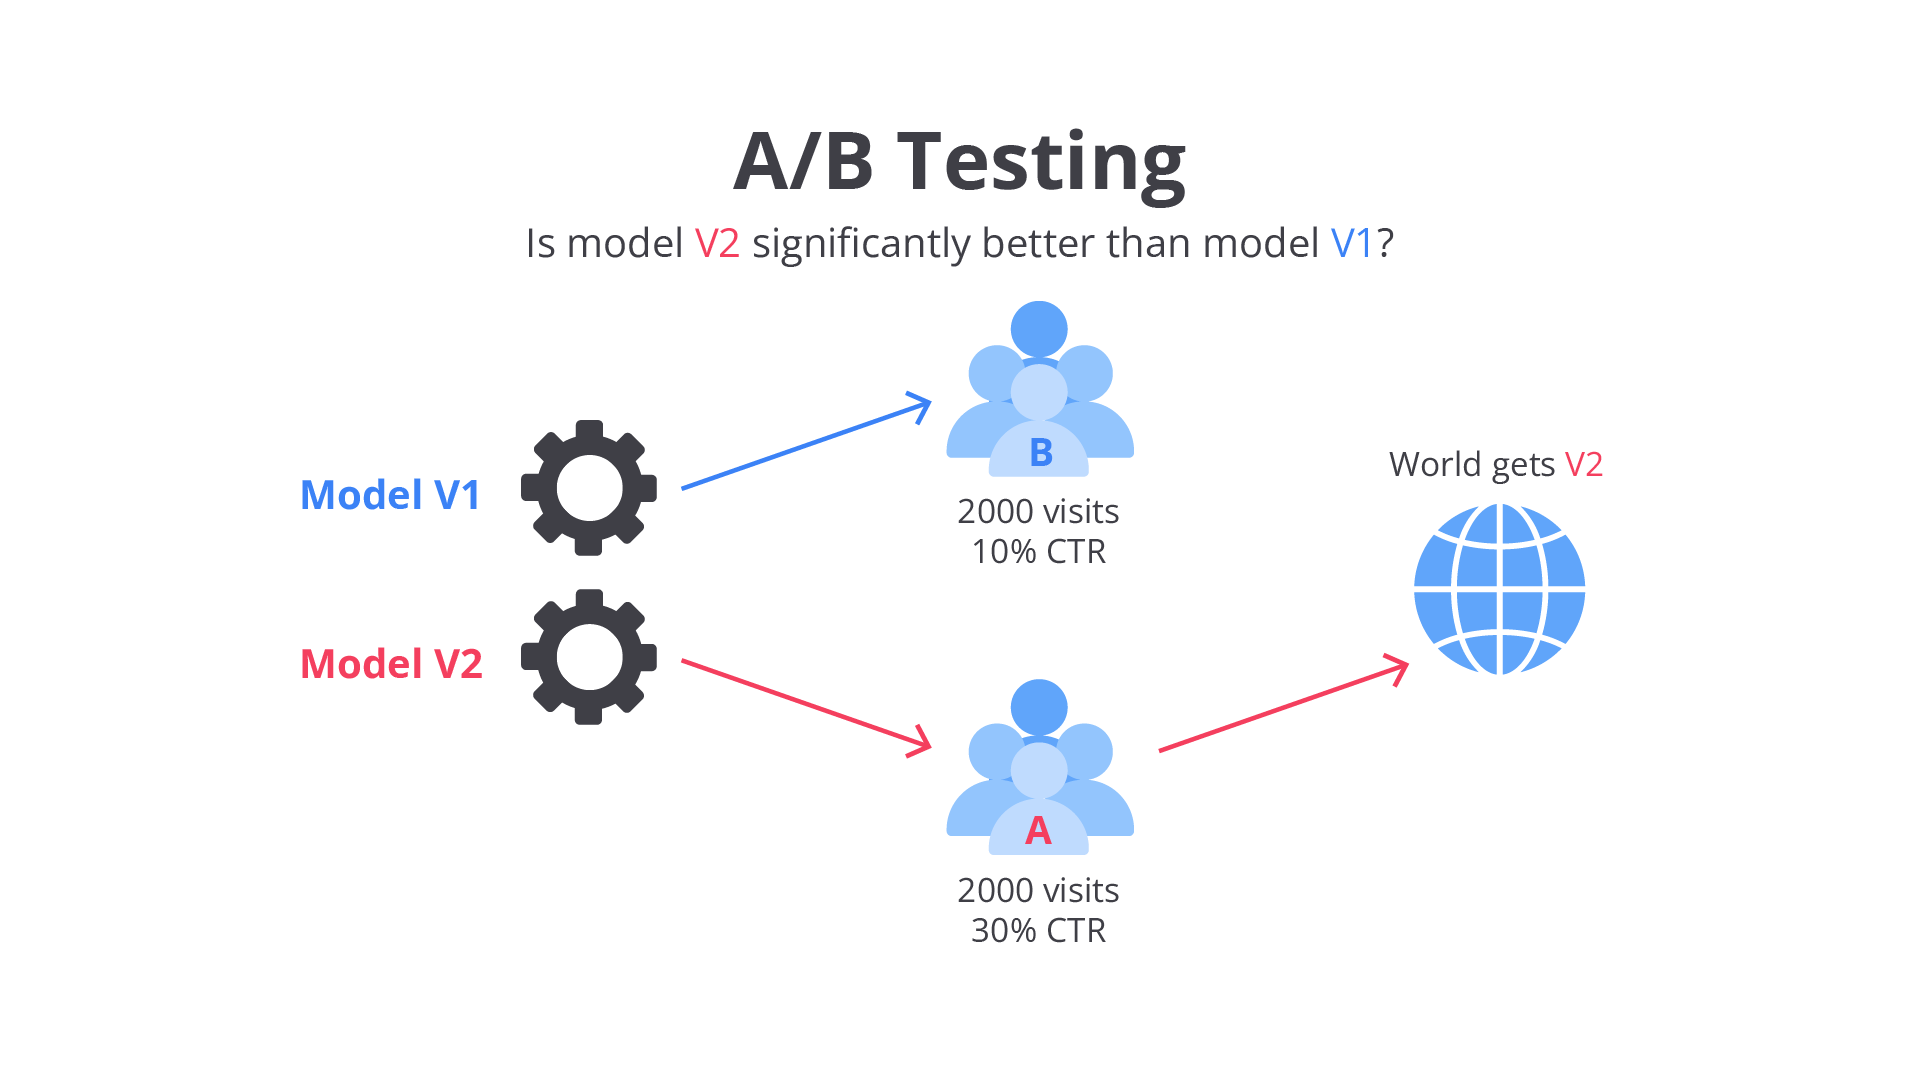 A/B Testing
Is model V2 significantly better than model V1?
Model V1
B
2000 visits
10% CTR
Model V2
A
2000 visits
30% CTR
World gets V2